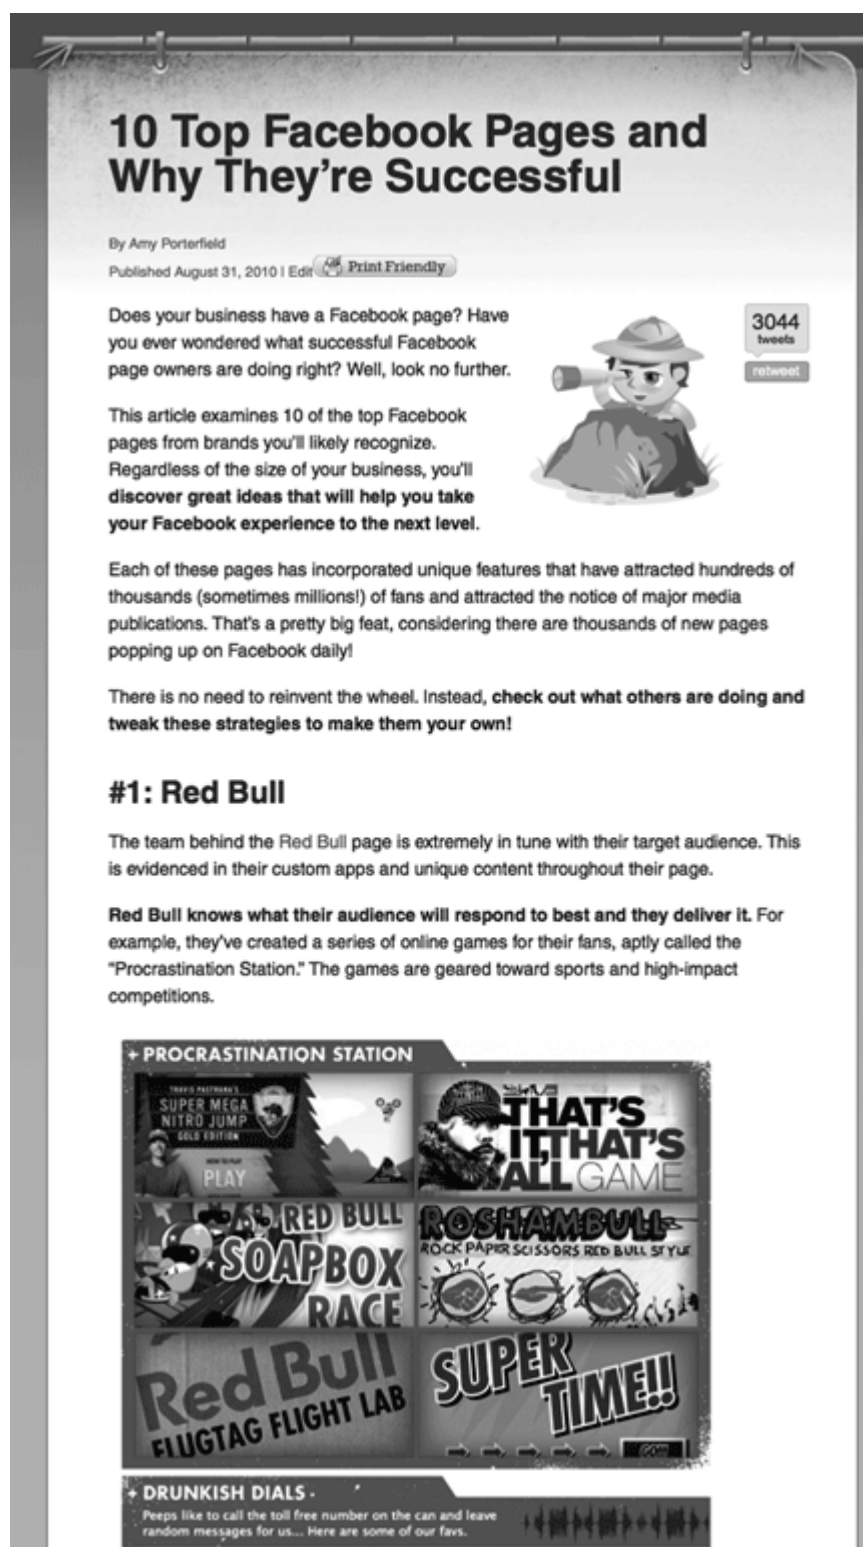 10 Top Facebook Pages and
Why They're Successful
By Amy Porterfield
Published August 31, 2010 | Edit Print Friendly
Does your business have a Facebook page? Have
you ever wondered what successful Facebook
page owners are doing right? Well, look no further.
3044
tweets
retweet
This article examines 10 of the top Facebook
pages from brands you'll likely recognize.
Regardless of the size of your business, you'll
discover great ideas that will help you take
your Facebook experience to the next level.
Each of these pages has incorporated unique features that have attracted hundreds of
thousands (sometimes millions!) of fans and attracted the notice of major media
publications. That's a pretty big feat, considering there are thousands of new pages
popping up on Facebook daily!
There is no need to reinvent the wheel. Instead, check out what others are doing and
tweak these strategies to make them your own!
#1: Red Bull
The team behind the Red Bull page is extremely in tune with their target audience. This
is evidenced in their custom apps and unique content throughout their page.
Red Bull knows what their audience will respond to best and they deliver it. For
example, they've created a series of online games for their fans, aptly called the
"Procrastination Station." The games are geared toward sports and high-impact
competitions.
+ PROCRASTINATION STATION
TRAVIS PASTRANA'S
SUPER MEGA
NITRO JUMP
GOLD EDITION
HOW TO PLAY
PLAY
THAT'S
IT, THAT'S
ALL GAME
RED BULL
SOAPBOX
RACE
ROSHAMBULL
ROCK PAPER SCISSORS RED BULL STYLE
Red Bull
FLUGTAG FLIGHT LAB
SUPER
TIME!!
GO!!
+ DRUNKISH DIALS -
Peeps like to call the toll free number on the can and leave
random messages for us... Here are some of our favs.